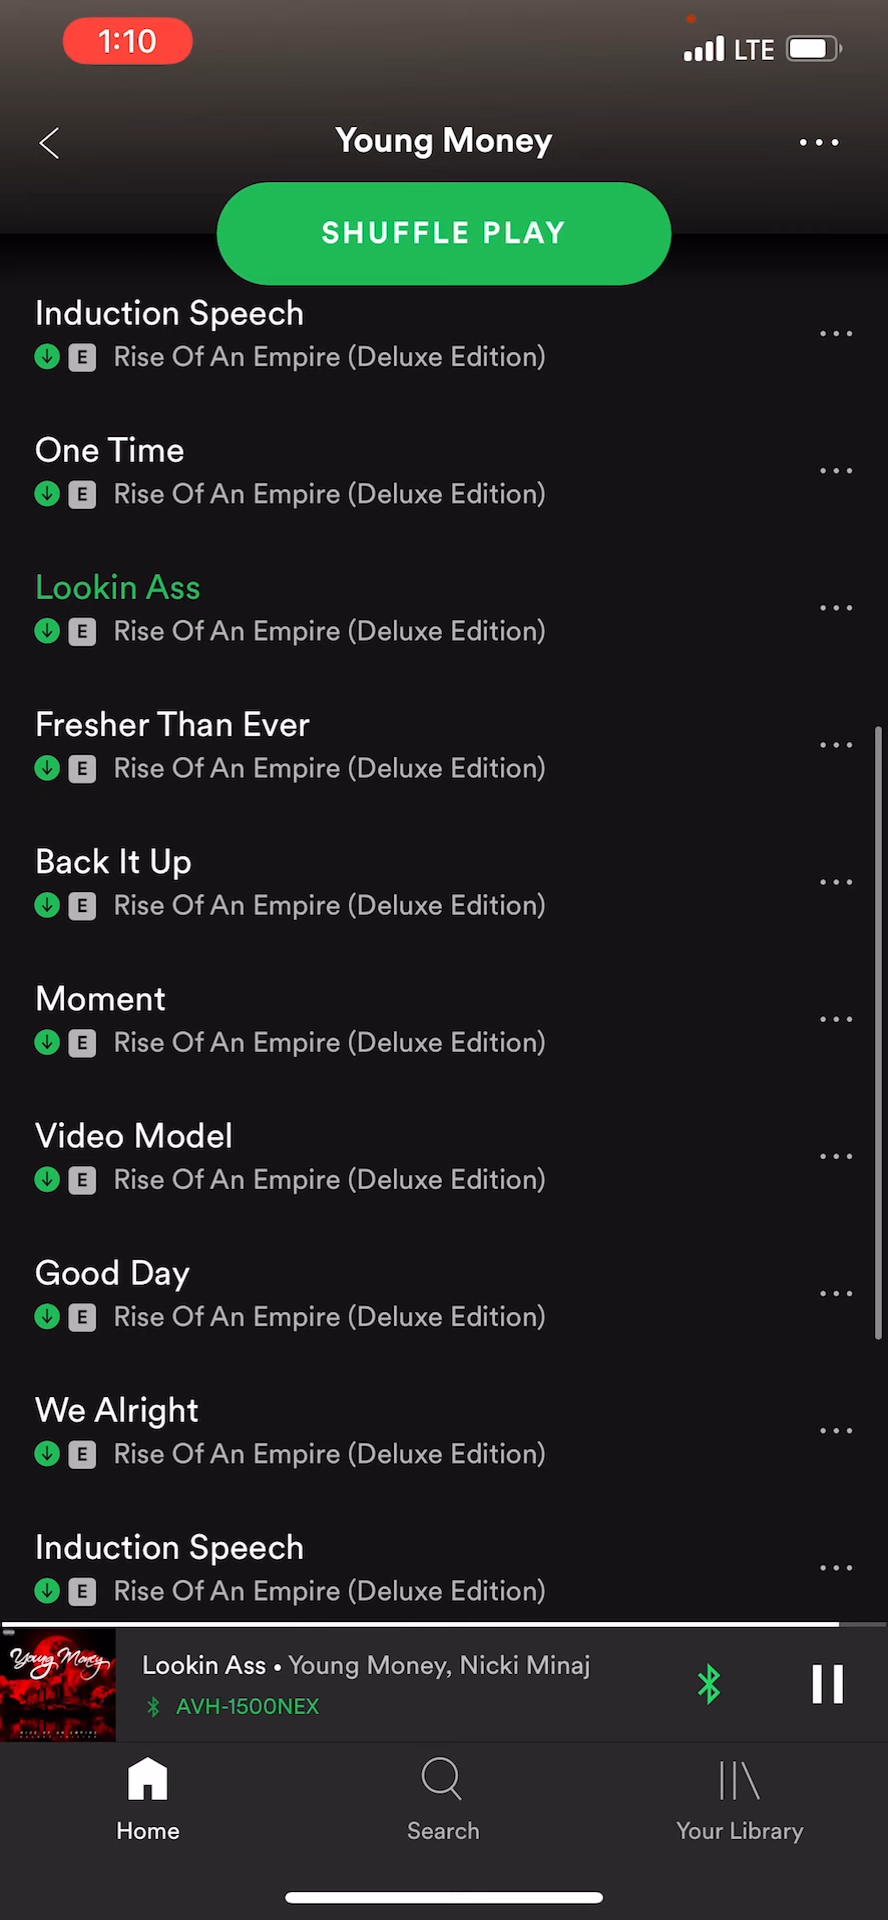 1:10
LTE
Young Money
SHUFFLE PLAY
Induction Speech
E Rise Of An Empire (Deluxe Edition)
One Time
E Rise Of An Empire (Deluxe Edition)
Lookin Ass
E Rise Of An Empire (Deluxe Edition)
Fresher Than Ever
E Rise Of An Empire (Deluxe Edition)
Back It Up
E Rise Of An Empire (Deluxe Edition)
Moment
E Rise Of An Empire (Deluxe Edition)
Video Model
E Rise Of An Empire (Deluxe Edition)
Good Day
E Rise Of An Empire (Deluxe Edition)
We Alright
E Rise Of An Empire (Deluxe Edition)
Induction Speech
E Rise Of An Empire (Deluxe Edition)
Young Money
RISE OF AN EMPIRE
Lookin Ass • Young Money, Nicki Minaj
AVH-1500NEX
Home
Search
Your Library